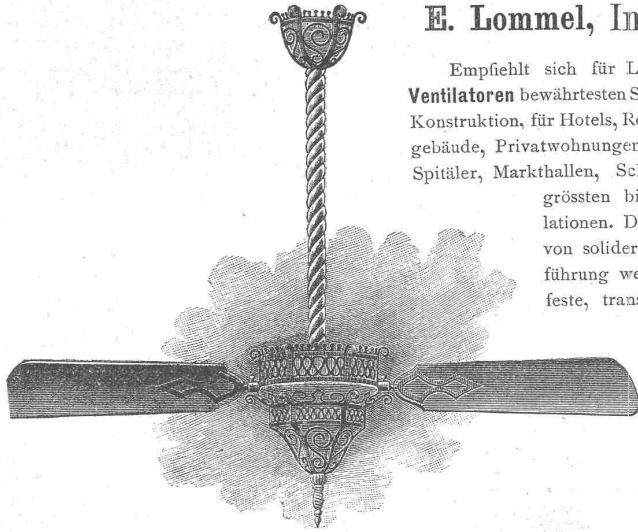 E. Lommel, In
Empfiehlt sich für L
Ventilatoren bewährtesten S
Konstruktion, für Hotels, Re
gebäude, Privatwohnungen
Spitäler, Markthallen, Sc
grössten bi
lationen. D
von solider
führung we
feste, trans